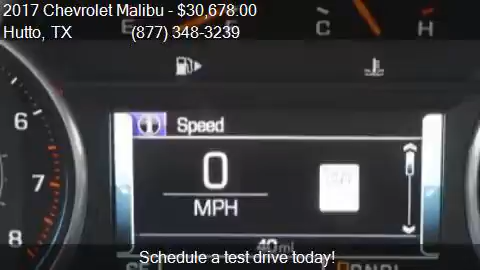 2017 Chevrolet Malibu - $30,678.00
Hutto, TX (877) 348-3239
E F C H
6
Speed
0
7
MPH
8
40mi
Schedule a test drive today!